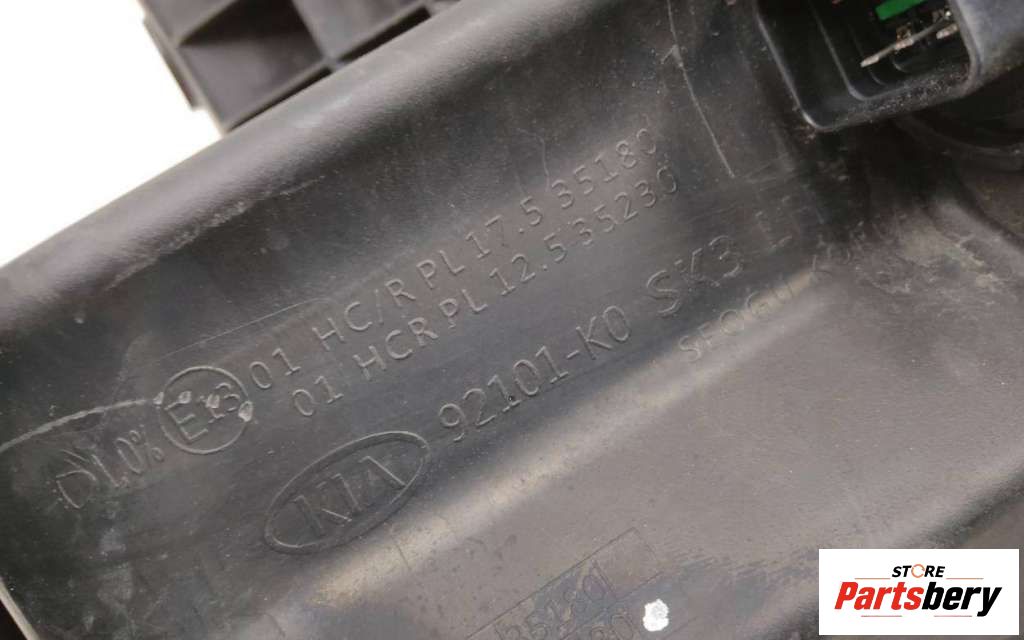 01 HC/R PL 17.5 35180
01 HCR PL 12.5 35230
1.0% E13
KIA 92101-K0 SK3
STORE
Partsbery